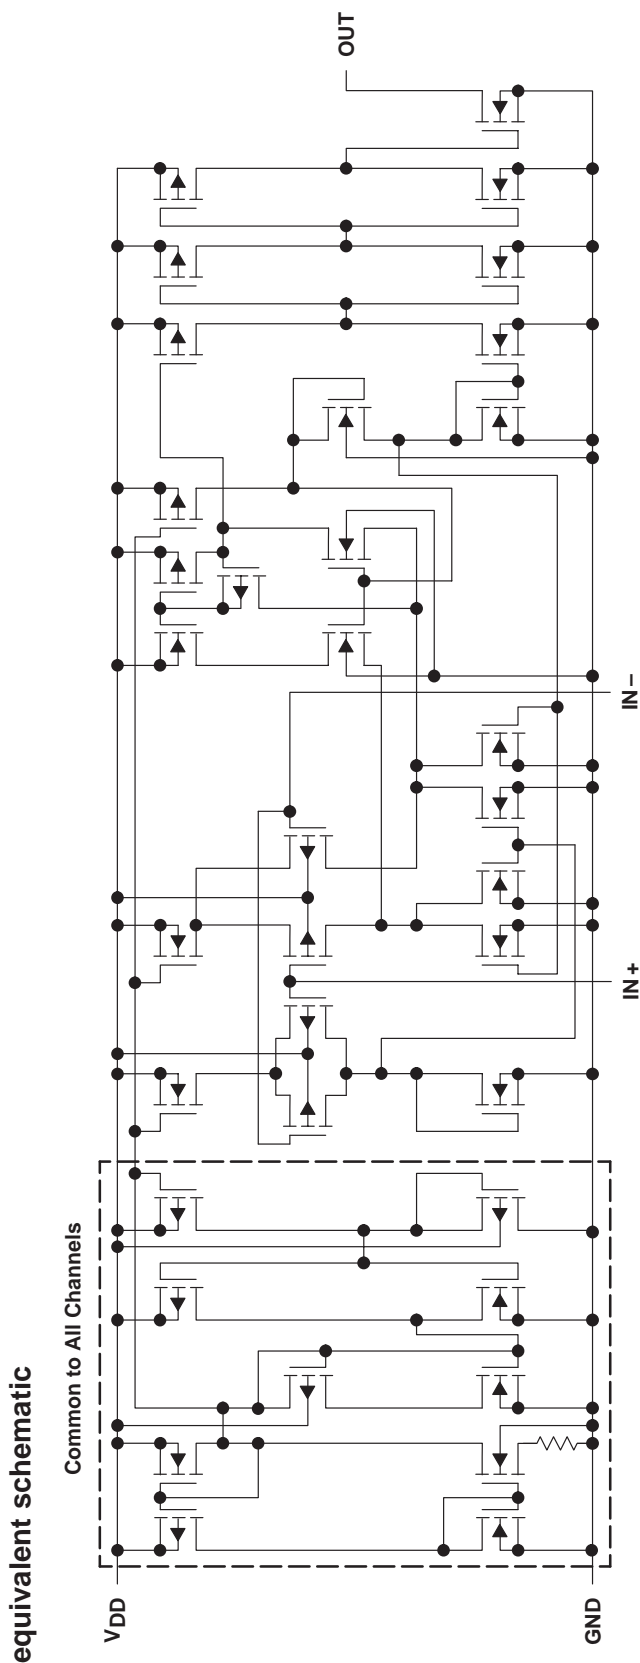 equivalent schematic
Common to All Channels
VDD
OUT
IN+
IN−
GND